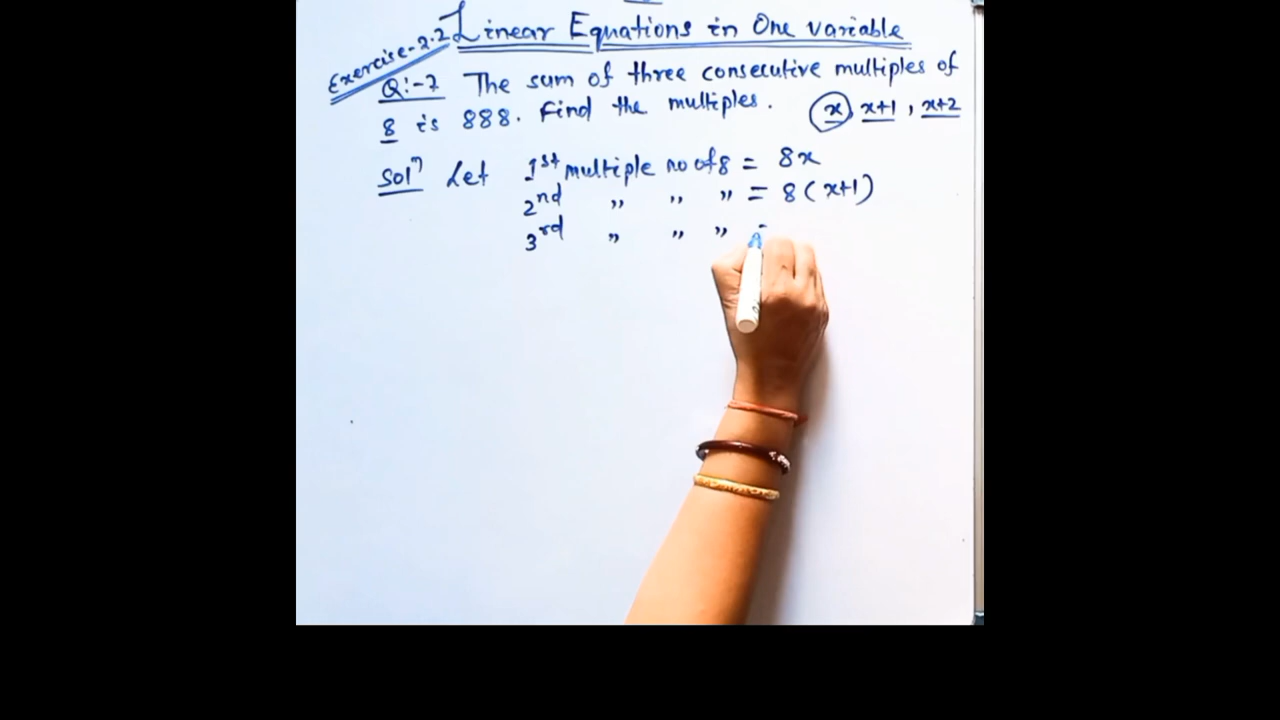 Exercise-2.2 Linear Equations in One variable
Q:-7 The sum of three consecutive multiples of
8 is 888. Find the multiples. x, x+1, x+2
Solⁿ Let 1st multiple no of 8 = 8x
2nd " " " = 8(x+1)
3rd " " " =